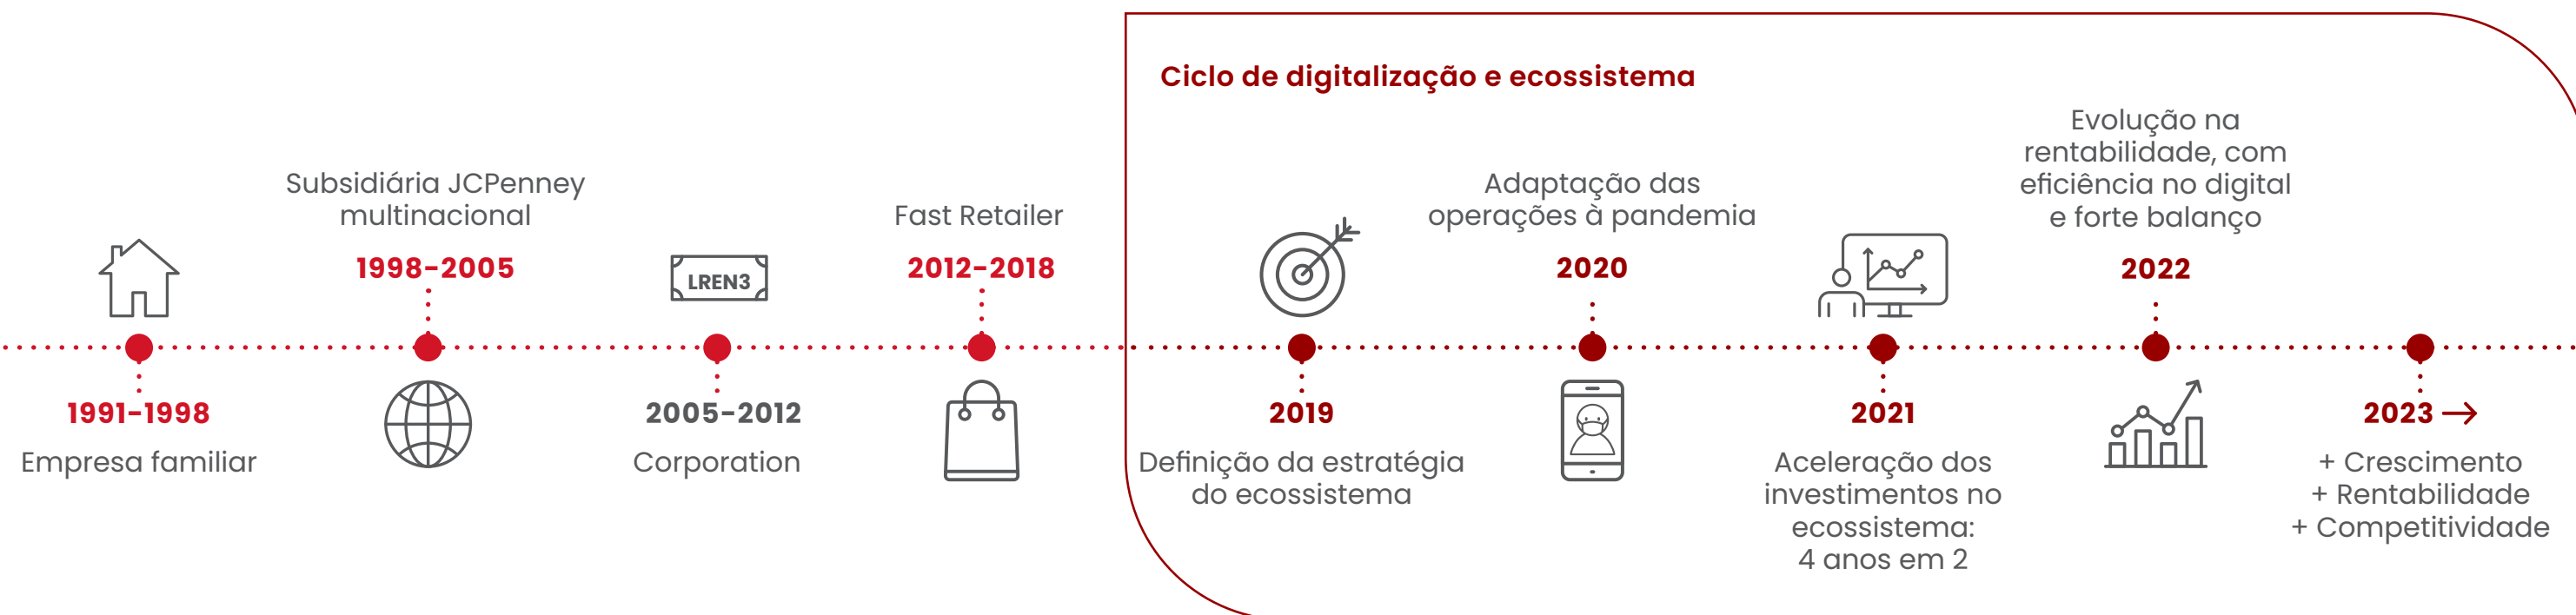 1991-1998
Empresa familiar
Subsidiária JCPenney
multinacional
1998-2005
LREN3
2005-2012
Corporation
Fast Retailer
2012-2018
Ciclo de digitalização e ecossistema
2019
Definição da estratégia
do ecossistema
Adaptação das
operações à pandemia
2020
2021
Aceleração dos
investimentos no
ecossistema:
4 anos em 2
Evolução na
rentabilidade, com
eficiência no digital
e forte balanço
2022
2023 →
+ Crescimento
+ Rentabilidade
+ Competitividade